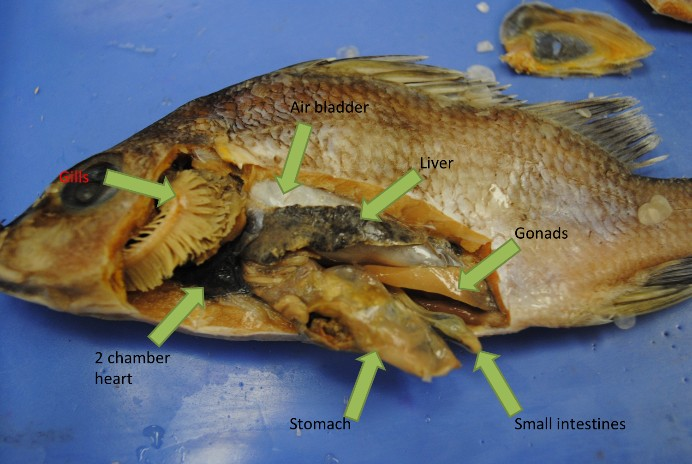 Air bladder
Liver
Gills
Gonads
2 chamber
heart
Stomach
Small intestines